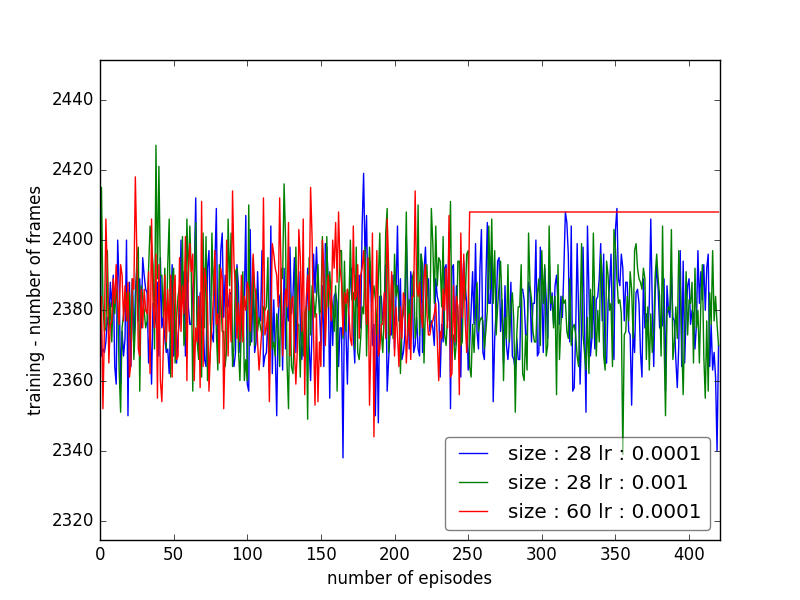 2440
2420
2400
2380
2360
2340
2320
training - number of frames
size : 28 lr : 0.0001
size : 28 lr : 0.001
size : 60 lr : 0.0001
0 50 100 150 200 250 300 350 400
number of episodes